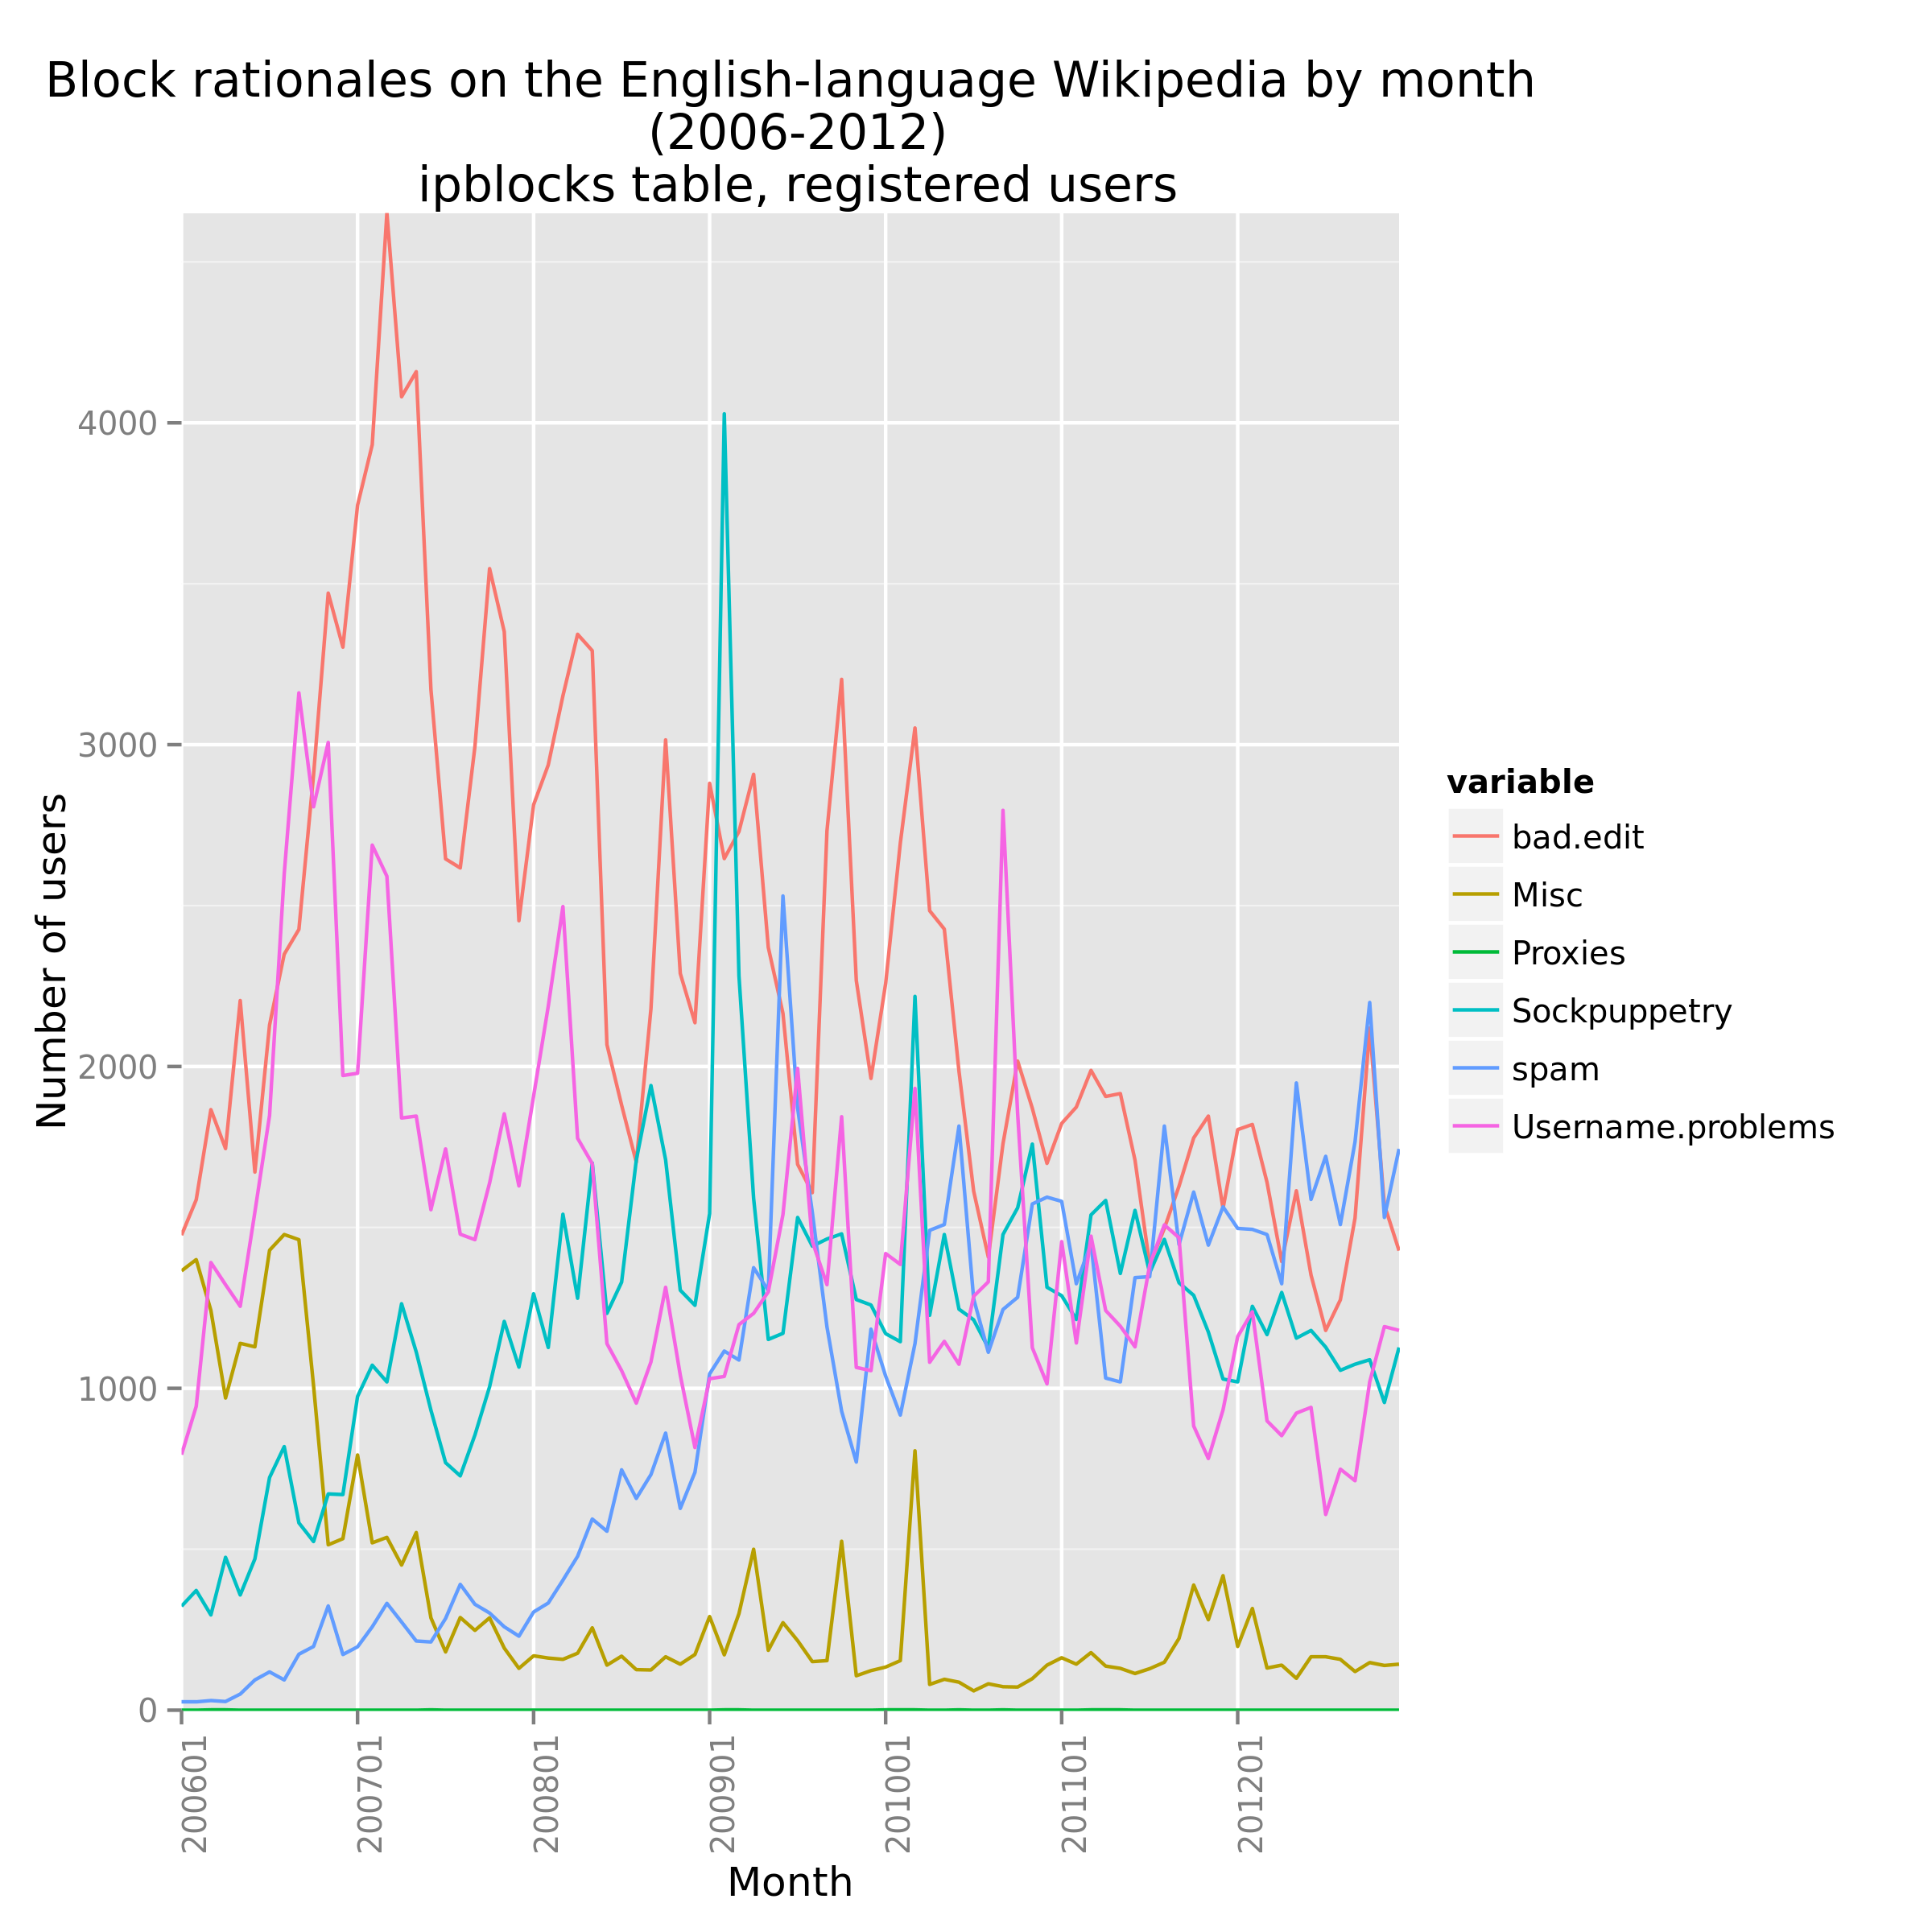 Block rationales on the English-language Wikipedia by month
(2006-2012)
ipblocks table, registered users
4000
3000
2000
1000
0
Number of users
200601
200701
200801
200901
201001
201101
201201
Month
variable
bad.edit
Misc
Proxies
Sockpuppetry
spam
Username.problems